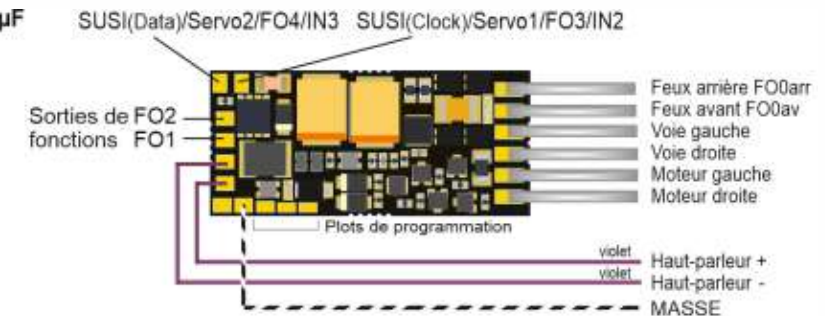 µF
SUSI(Data)/Servo2/FO4/IN3 SUSI(Clock)/Servo1/FO3/IN2
Feux arrière FO0arr
Feux avant FO0av
Voie gauche
Voie droite
Moteur gauche
Moteur droite
Sorties de FO2
fonctions FO1
Plots de programmation
violet
Haut-parleur +
violet
Haut-parleur -
MASSE